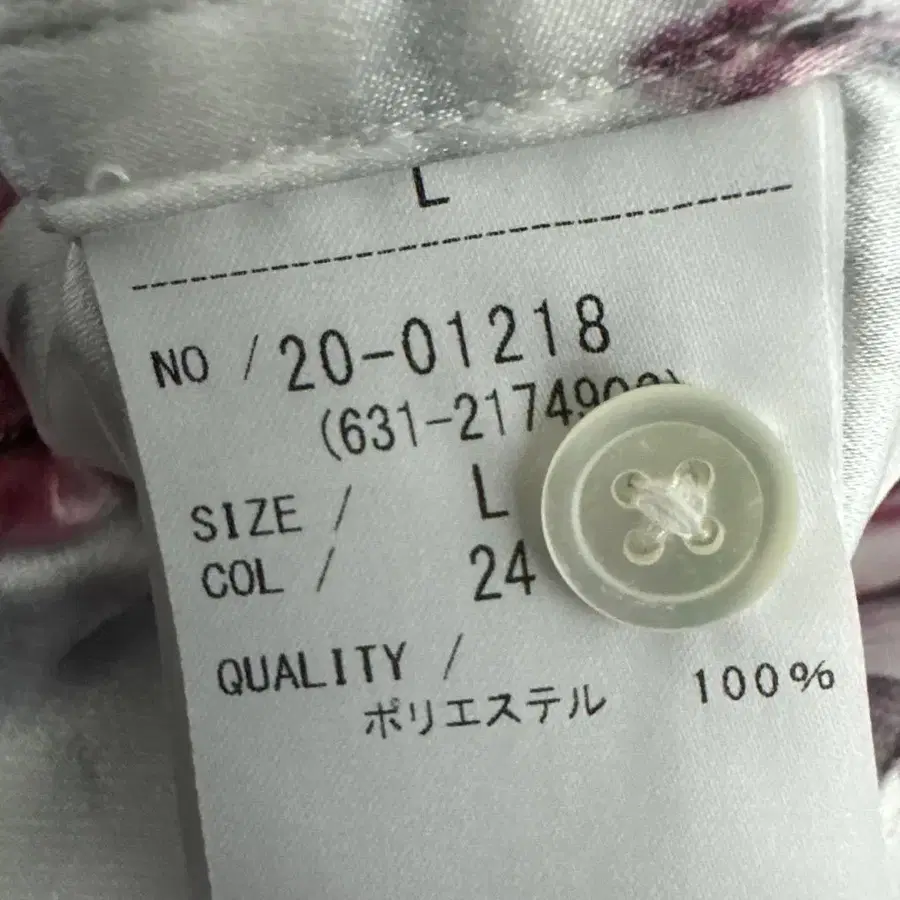 L
NO / 20-01218
SIZE / L
COL / 24
QUALITY /
ポリエステル 100%